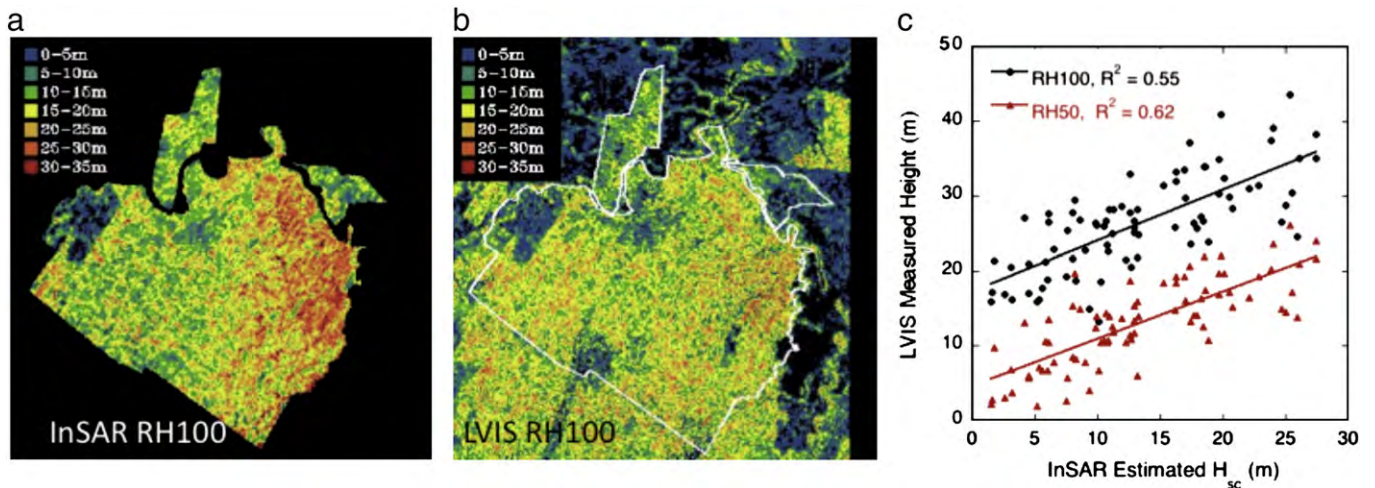 a
0-5m
5-10m
10-15m
15-20m
20-25m
25-30m
30-35m
InSAR RH100
b
0-5m
5-10m
10-15m
15-20m
20-25m
25-30m
30-35m
LVIS RH100
c
LVIS Measured Height (m)
50
40
30
20
10
0
RH100, R² = 0.55
RH50, R² = 0.62
0 5 10 15 20 25 30
InSAR Estimated H_sc (m)